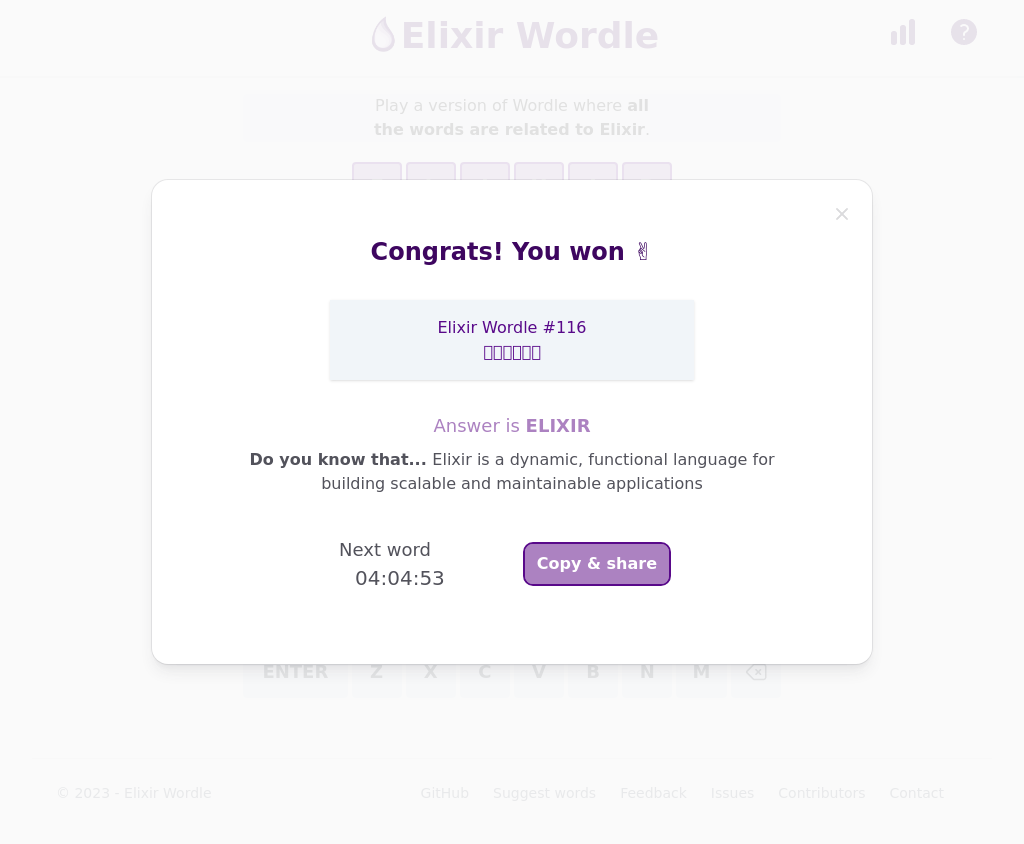 Elixir Wordle
Play a version of Wordle where all
the words are related to Elixir.
Congrats! You won ✌
Elixir Wordle #116
Answer is ELIXIR
Do you know that... Elixir is a dynamic, functional language for
building scalable and maintainable applications
Next word
04:04:53
Copy & share
ENTER Z X C V B N M
© 2023 - Elixir Wordle GitHub Suggest words Feedback Issues Contributors Contact